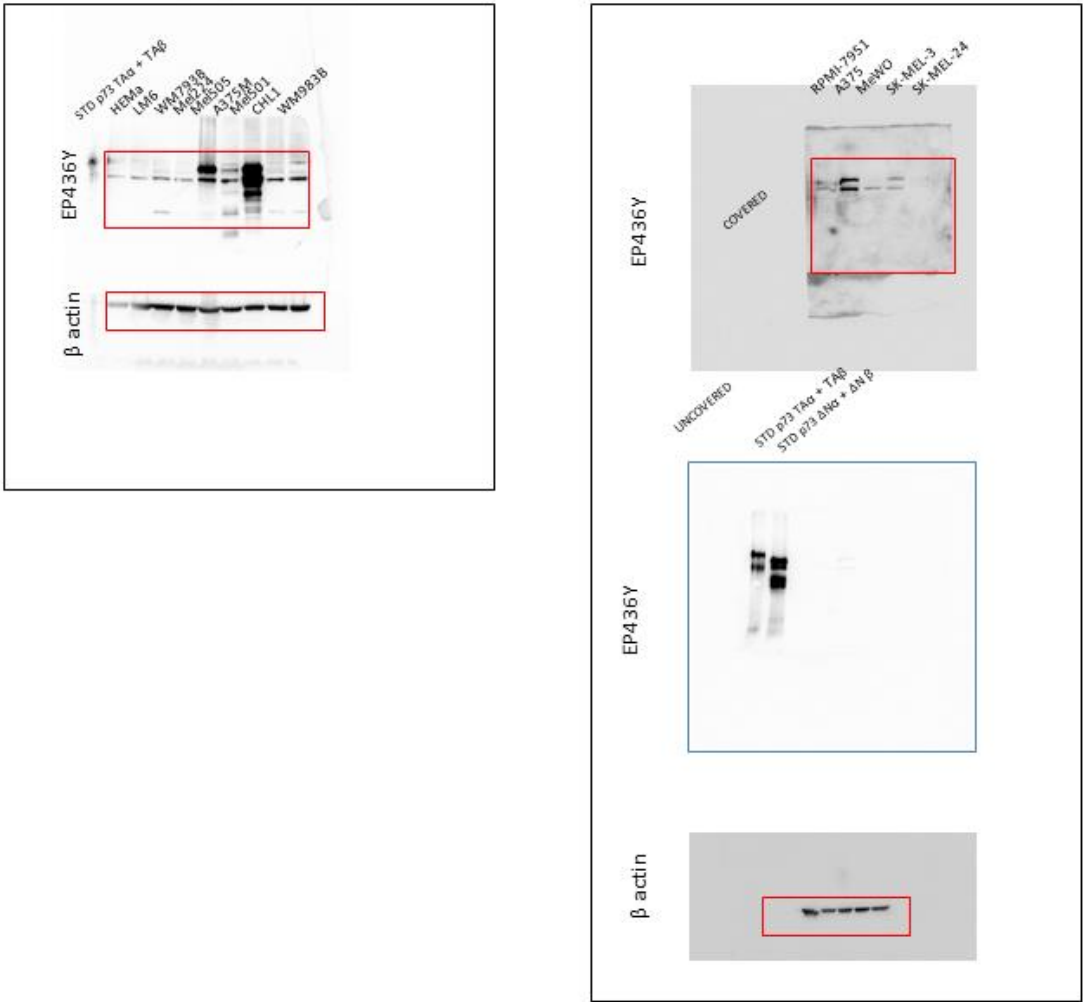 STD p73 TAα + TAβ
HEMa
LM6
WM793B
Mel224
Mel505
A375M
Mel501
CHL1
WM983B
EP436Y
β actin
RPMI-7951
A375
MeWO
SK-MEL-3
SK-MEL-24
COVERED
EP436Y
UNCOVERED
STD p73 TAα + TAβ
STD p73 ΔNα + ΔN β
EP436Y
β actin